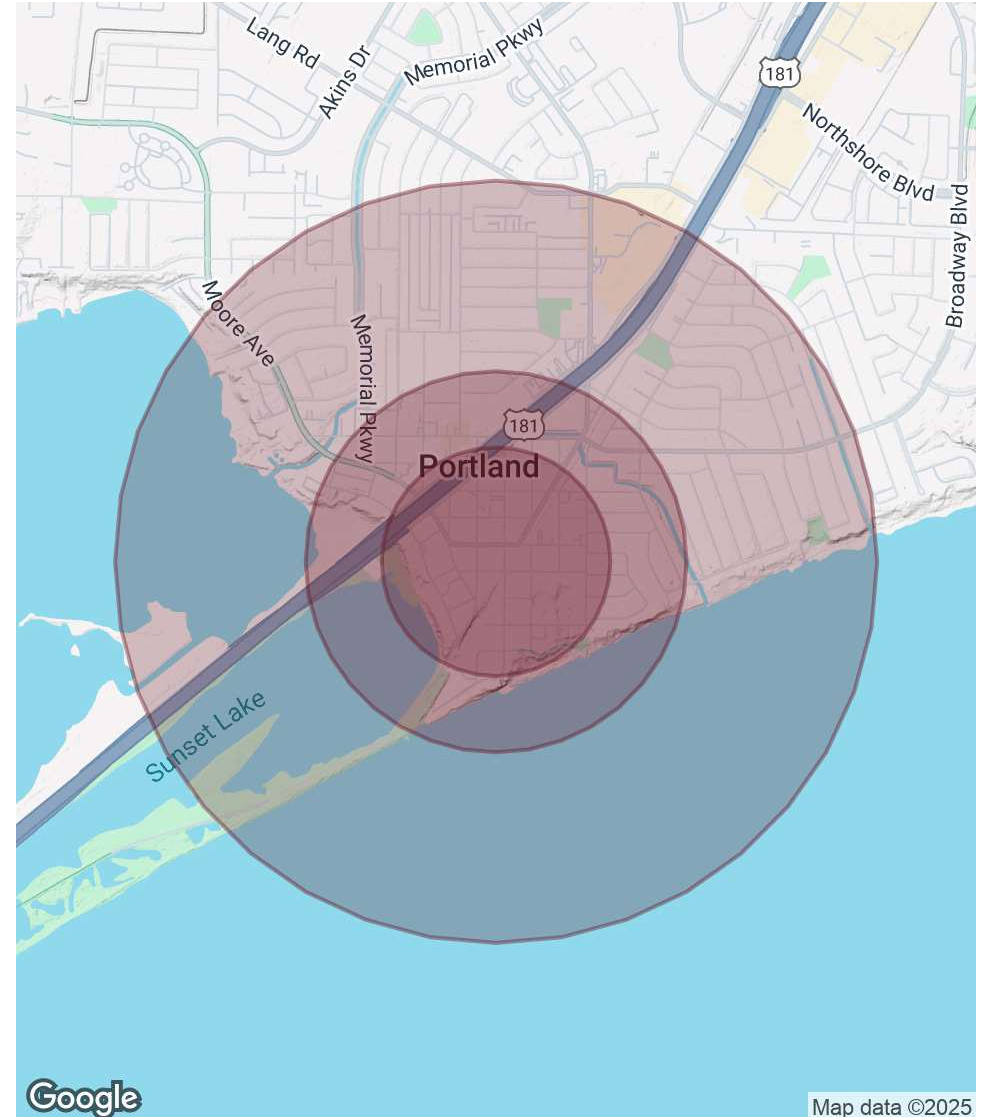 Lang Rd
Akins Dr
Memorial Pkwy
181
Northshore Blvd
Broadway Blvd
Moore Ave
Memorial Pkwy
181
Portland
Sunset Lake
Google
Map data ©2025